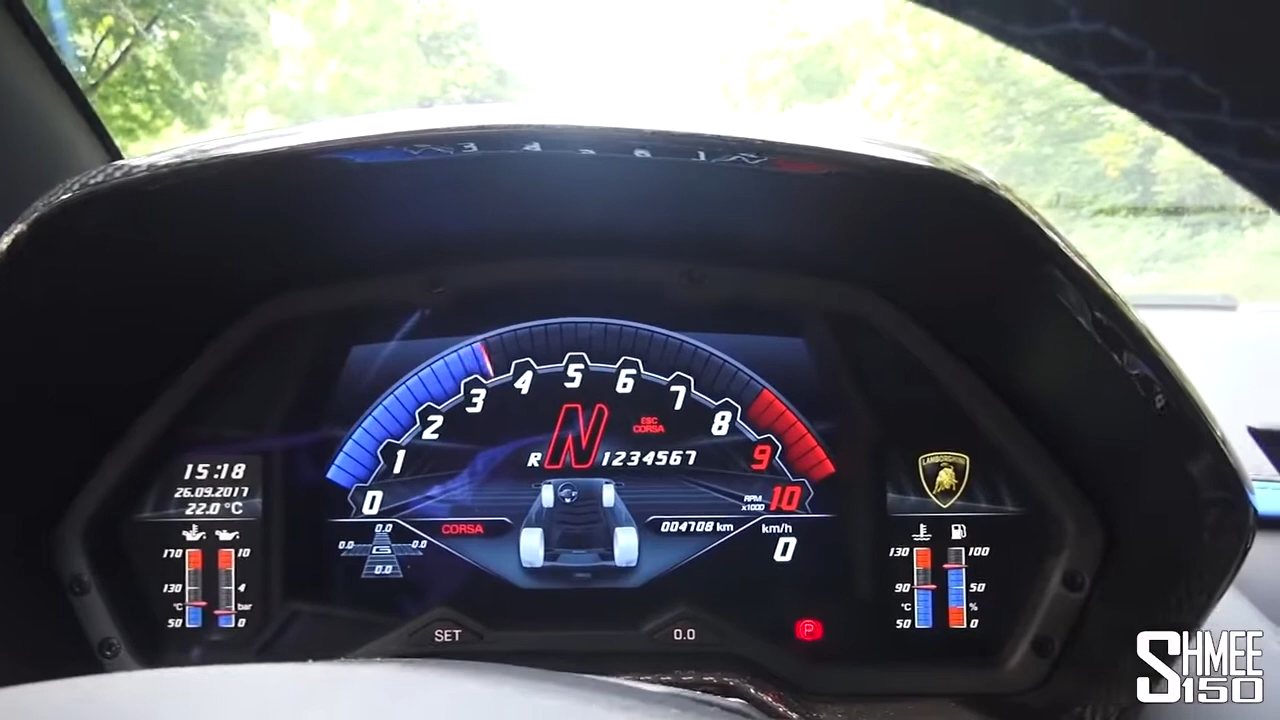 15:18
26.09.2017
22.0 °C
170
130
°C
50
10
4
bar
0
0 1 2 3 4 5 6 7 8 9 10
RPM
x1000
N
ESC
CORSA
R 1234567
CORSA
004708 km
km/h
0
0.0
0.0 G 0.0
0.0
SET
0.0
P
LAMBORGHINI
130
90
°C
50
100
50
%
0
SHMEE
150